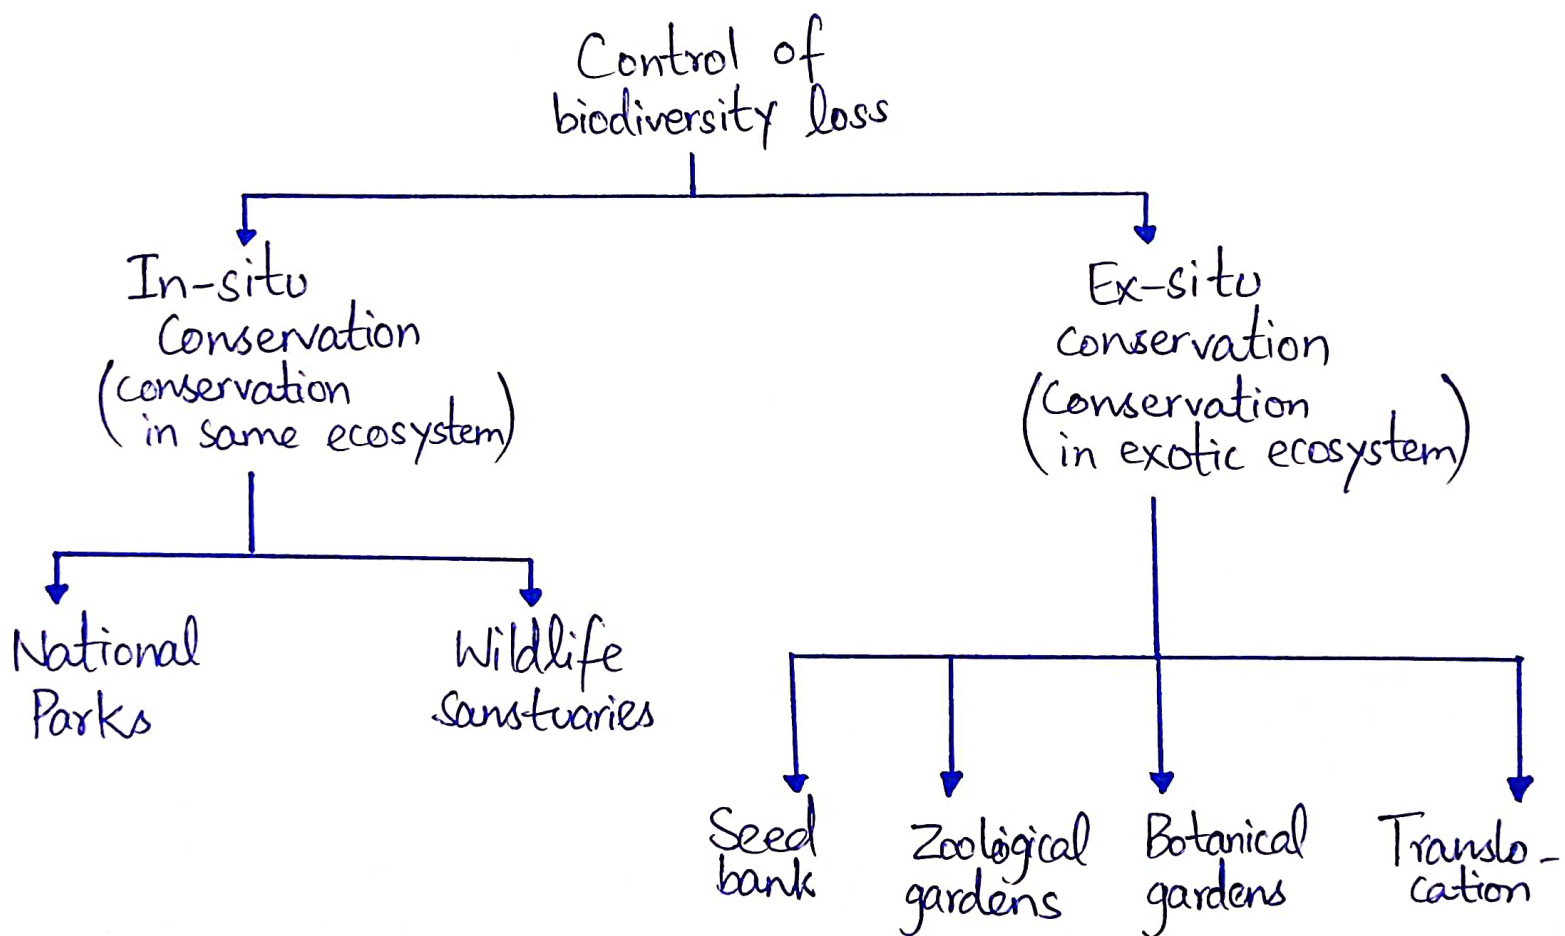 Control of
biodiversity loss
In-situ
Conservation
(conservation
in same ecosystem)
Ex-situ
conservation
(Conservation
in exotic ecosystem)
National
Parks
Wildlife
Sanstuaries
Seed
bank
Zoological
gardens
Botanical
gardens
Translo-
cation